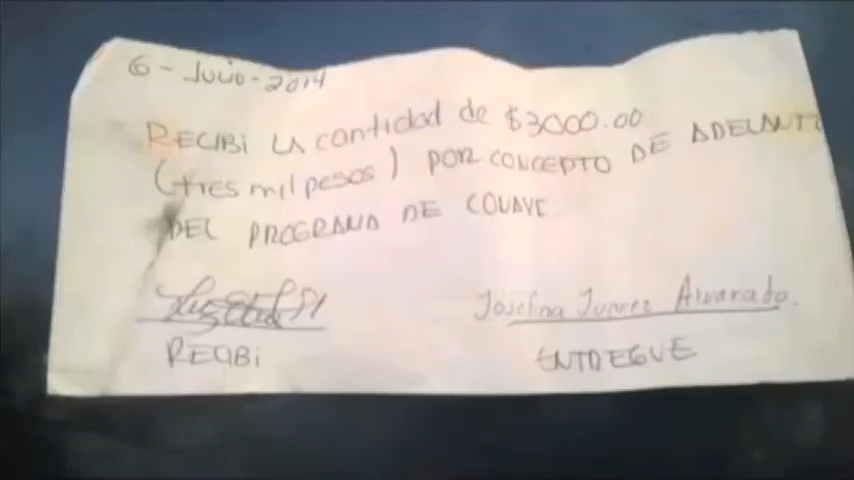 6 - Julio - 2014
RECIBI LA cantidad de $3000.00
(tres mil pesos) POR CONCEPTO DE ADELANTO
DEL PROGRAMA DE
Josefina Juarez Alvarado.
RECIBI
ENTREGUE